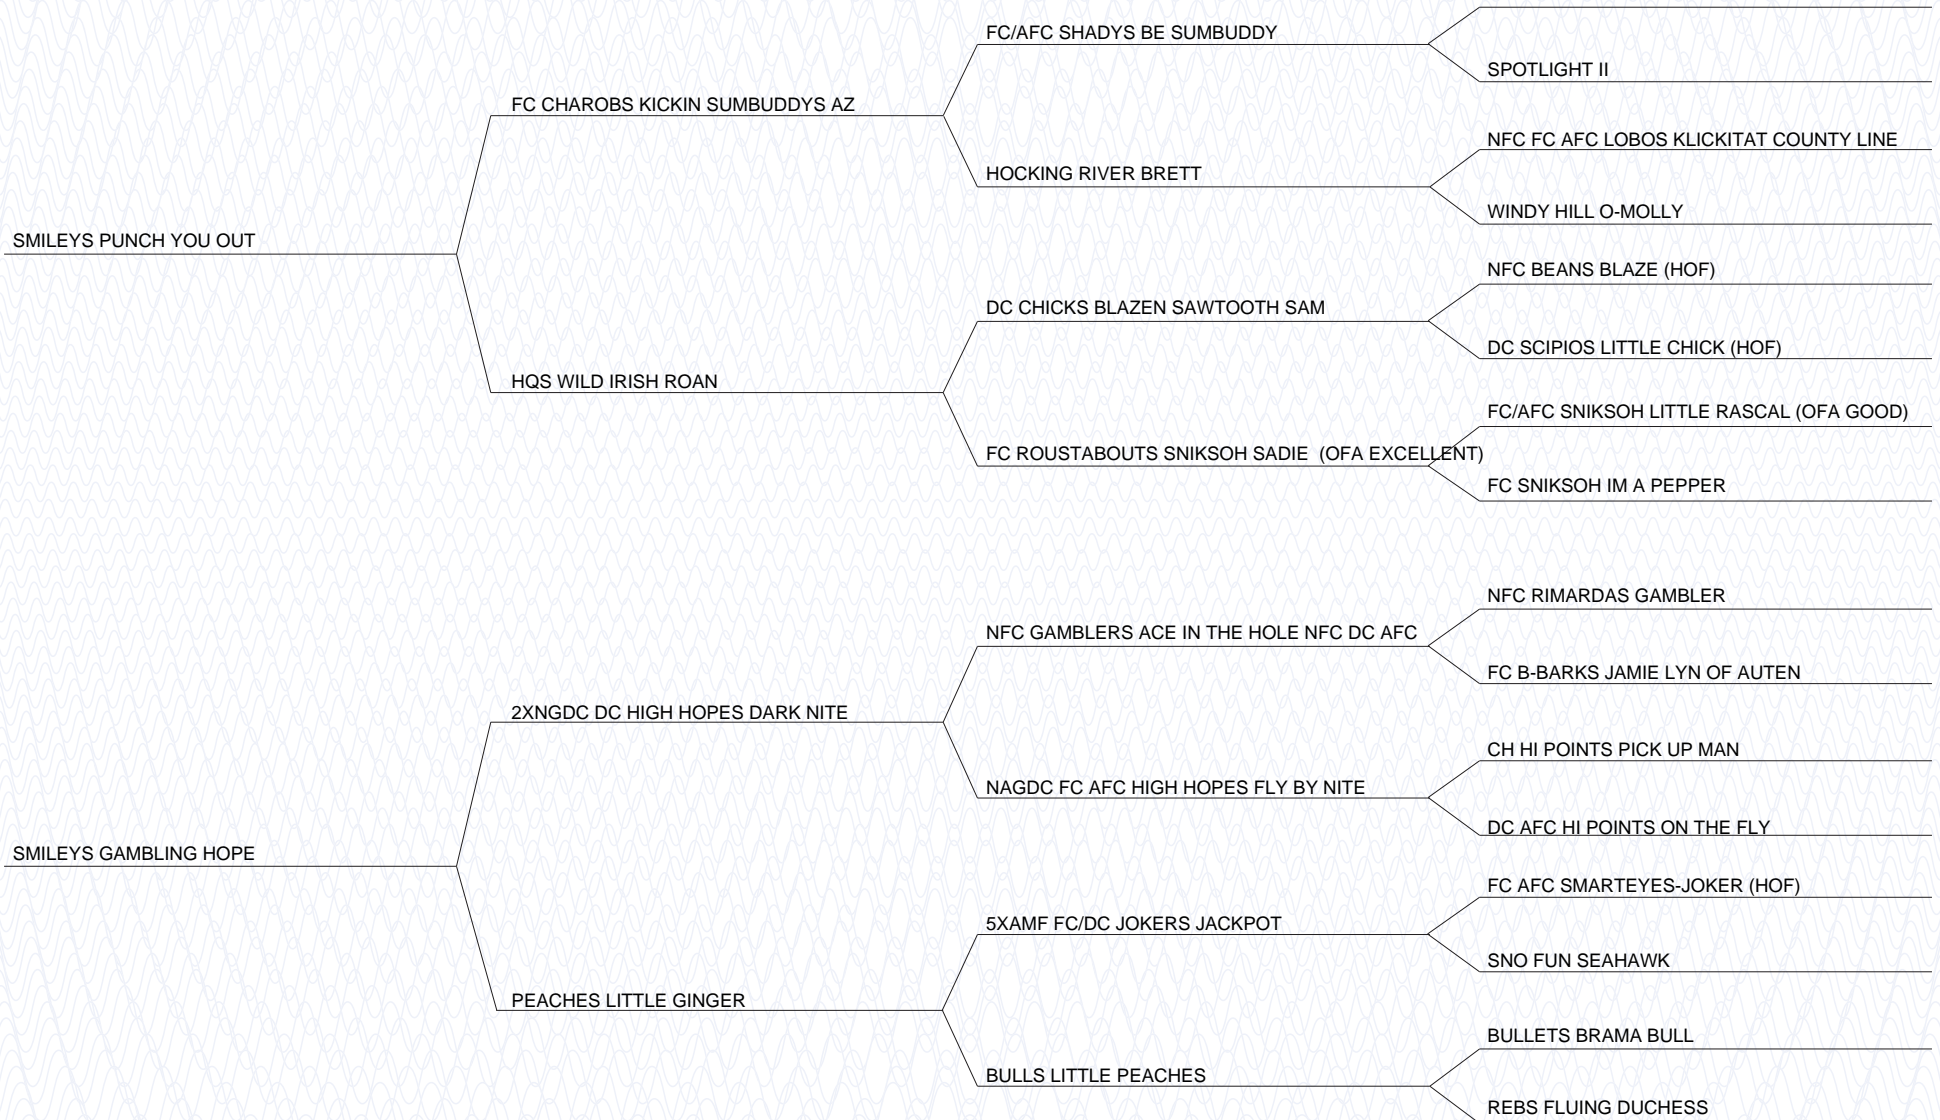 FC/AFC SHADYS BE SUMBUDDY
SPOTLIGHT II
FC CHAROBS KICKIN SUMBUDDYS AZ
NFC FC AFC LOBOS KLICKITAT COUNTY LINE
HOCKING RIVER BRETT
WINDY HILL O-MOLLY
SMILEYS PUNCH YOU OUT
NFC BEANS BLAZE (HOF)
DC CHICKS BLAZEN SAWTOOTH SAM
DC SCIPIOS LITTLE CHICK (HOF)
HQS WILD IRISH ROAN
FC/AFC SNIKSOH LITTLE RASCAL (OFA GOOD)
FC ROUSTABOUTS SNIKSOH SADIE  (OFA EXCELLENT)
FC SNIKSOH IM A PEPPER
NFC RIMARDAS GAMBLER
NFC GAMBLERS ACE IN THE HOLE NFC DC AFC
FC B-BARKS JAMIE LYN OF AUTEN
2XNGDC DC HIGH HOPES DARK NITE
CH HI POINTS PICK UP MAN
NAGDC FC AFC HIGH HOPES FLY BY NITE
DC AFC HI POINTS ON THE FLY
SMILEYS GAMBLING HOPE
FC AFC SMARTEYES-JOKER (HOF)
5XAMF FC/DC JOKERS JACKPOT
SNO FUN SEAHAWK
PEACHES LITTLE GINGER
BULLETS BRAMA BULL
BULLS LITTLE PEACHES
REBS FLUING DUCHESS